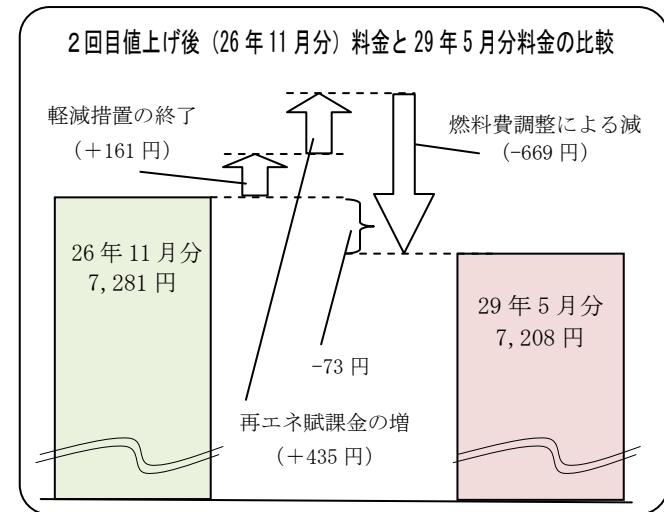 2回目値上げ後(26年11月分)料金と29年5月分料金の比較
軽減措置の終了
(+161円)
燃料費調整による減
(-669円)
26年11月分
7,281円
29年5月分
7,208円
-73円
再エネ賦課金の増
(+435円)